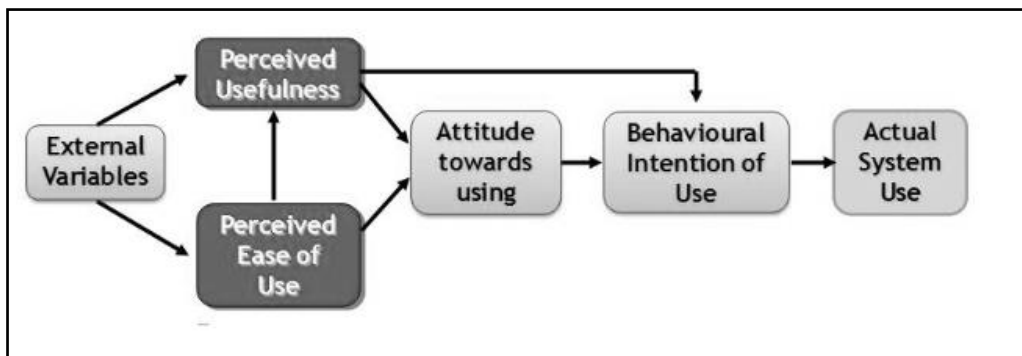 Perceived
Usefulness
External
Variables
Perceived
Ease of
Use
Attitude
towards
using
Behavioural
Intention of
Use
Actual
System
Use